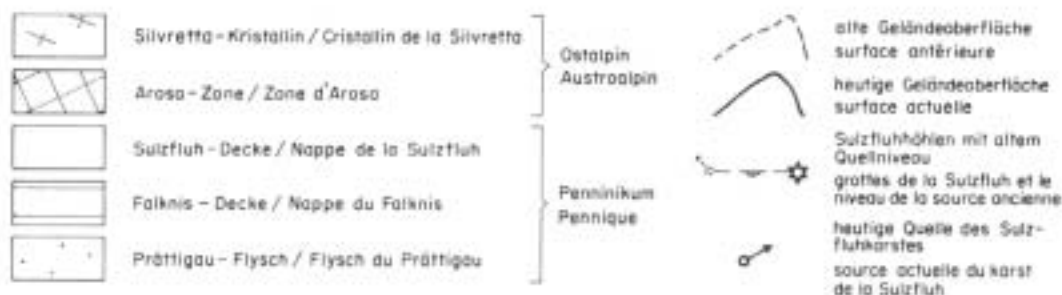 Silvretta-Kristallin / Cristallin de la Silvretta
Arosa-Zone / Zone d'Arosa
Ostalpin
Austroalpin
Sulzfluh-Decke / Nappe de la Sulzfluh
Falknis-Decke / Nappe du Falknis
Prättigau-Flysch / Flysch du Prättigau
Penninikum
Pennique
alte Geländeoberfläche
surface antérieure
heutige Geländeoberfläche
surface actuelle
Sulzfluhhöhlen mit altem
Quellniveau
grottes de la Sulzfluh et le
niveau de la source ancienne
heutige Quelle des Sulz-
fluhkarstes
source actuelle du karst
de la Sulzfluh